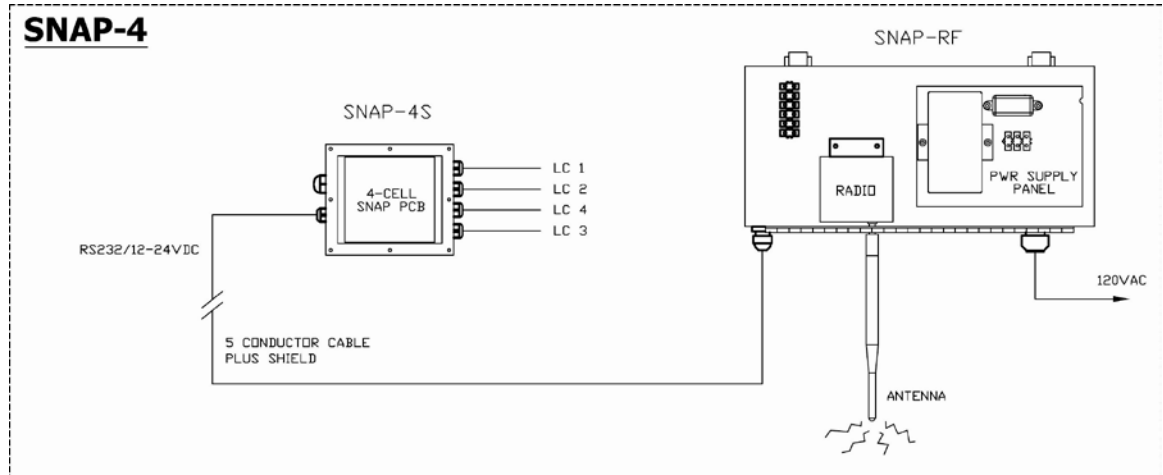 SNAP-4
SNAP-RF
SNAP-4S
4-CELL
SNAP PCB
LC 1
LC 2
LC 4
LC 3
RADIO
PWR SUPPLY
PANEL
RS232/12-24VDC
120VAC
5 CONDUCTOR CABLE
PLUS SHIELD
ANTENNA